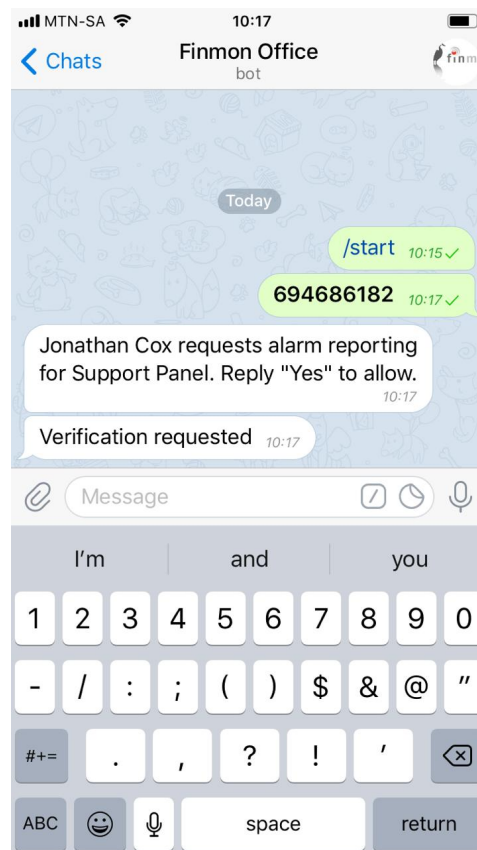 MTN-SA 10:17
Chats Finmon Office
bot
finm
Today
/start 10:15
694686182 10:17
Jonathan Cox requests alarm reporting
for Support Panel. Reply "Yes" to allow.
10:17
Verification requested 10:17
Message
I'm and you
1 2 3 4 5 6 7 8 9 0
- / : ; ( ) $ & @ "
#+= . , ? ! '
ABC space return